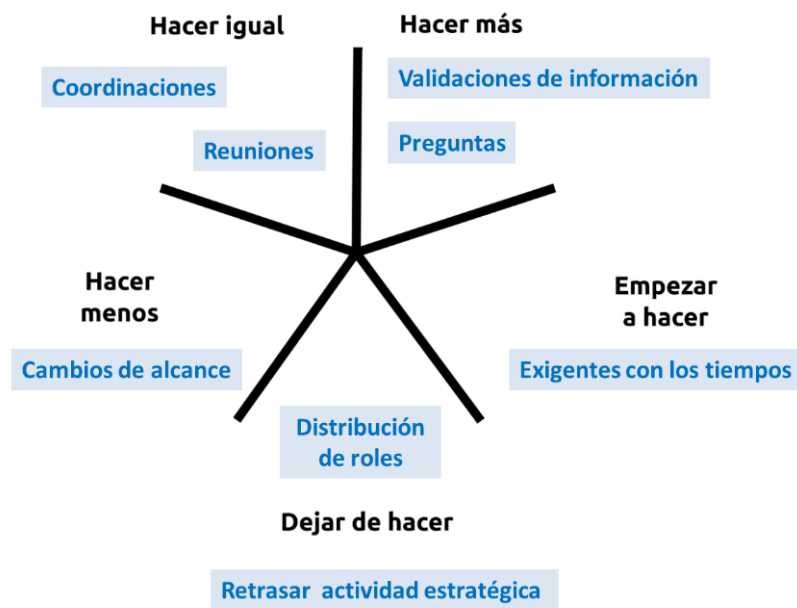 Hacer igual
Hacer más
Coordinaciones
Validaciones de información
Reuniones
Preguntas
Hacer
menos
Empezar
a hacer
Cambios de alcance
Exigentes con los tiempos
Distribución
de roles
Dejar de hacer
Retrasar actividad estratégica